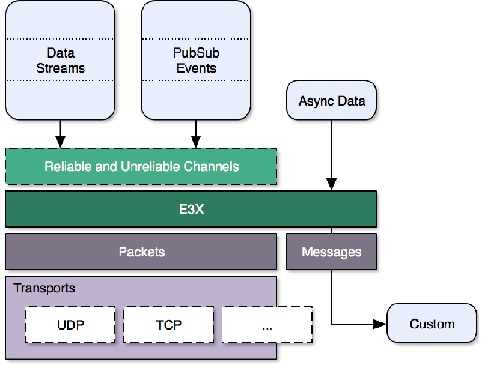 Data
Streams
PubSub
Events
Async Data
Reliable and Unreliable Channels
E3X
Packets
Messages
Transports
UDP
TCP
...
Custom